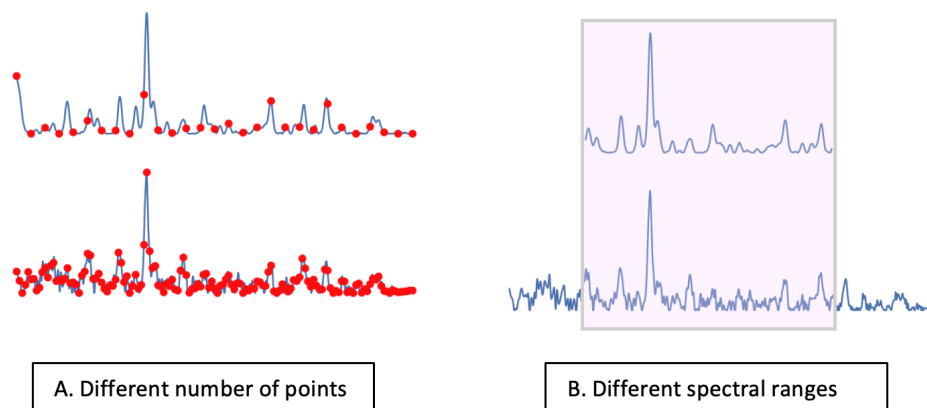 A. Different number of points
B. Different spectral ranges